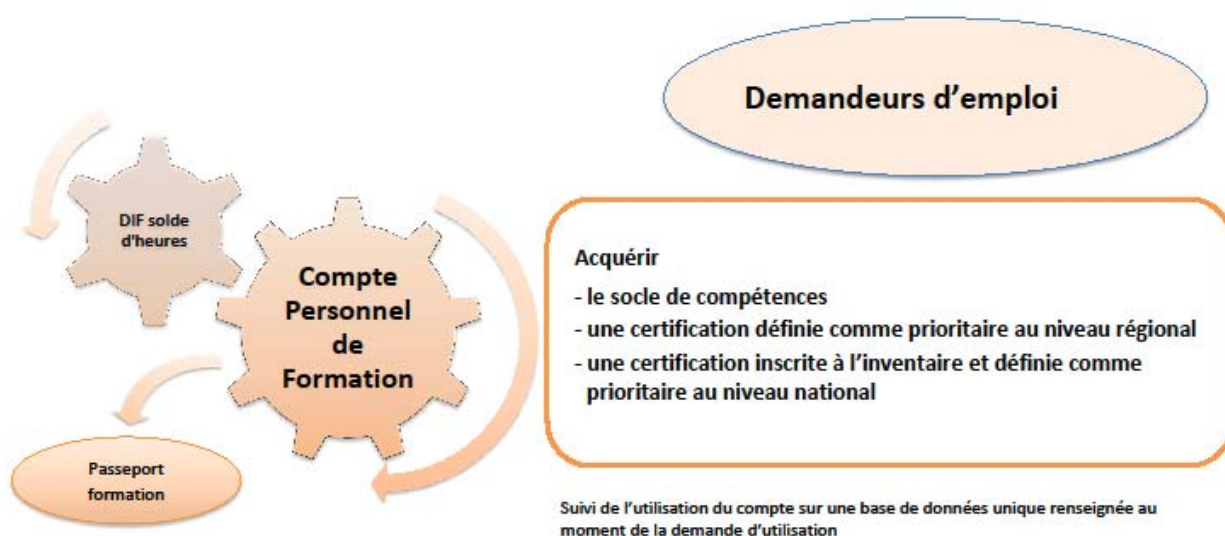 Demandeurs d'emploi
DIF solde
d'heures
Compte
Personnel
de
Formation
Passeport
formation
Acquérir
- le socle de compétences
- une certification définie comme prioritaire au niveau régional
- une certification inscrite à l'inventaire et définie comme
prioritaire au niveau national
Suivi de l'utilisation du compte sur une base de données unique renseignée au
moment de la demande d'utilisation